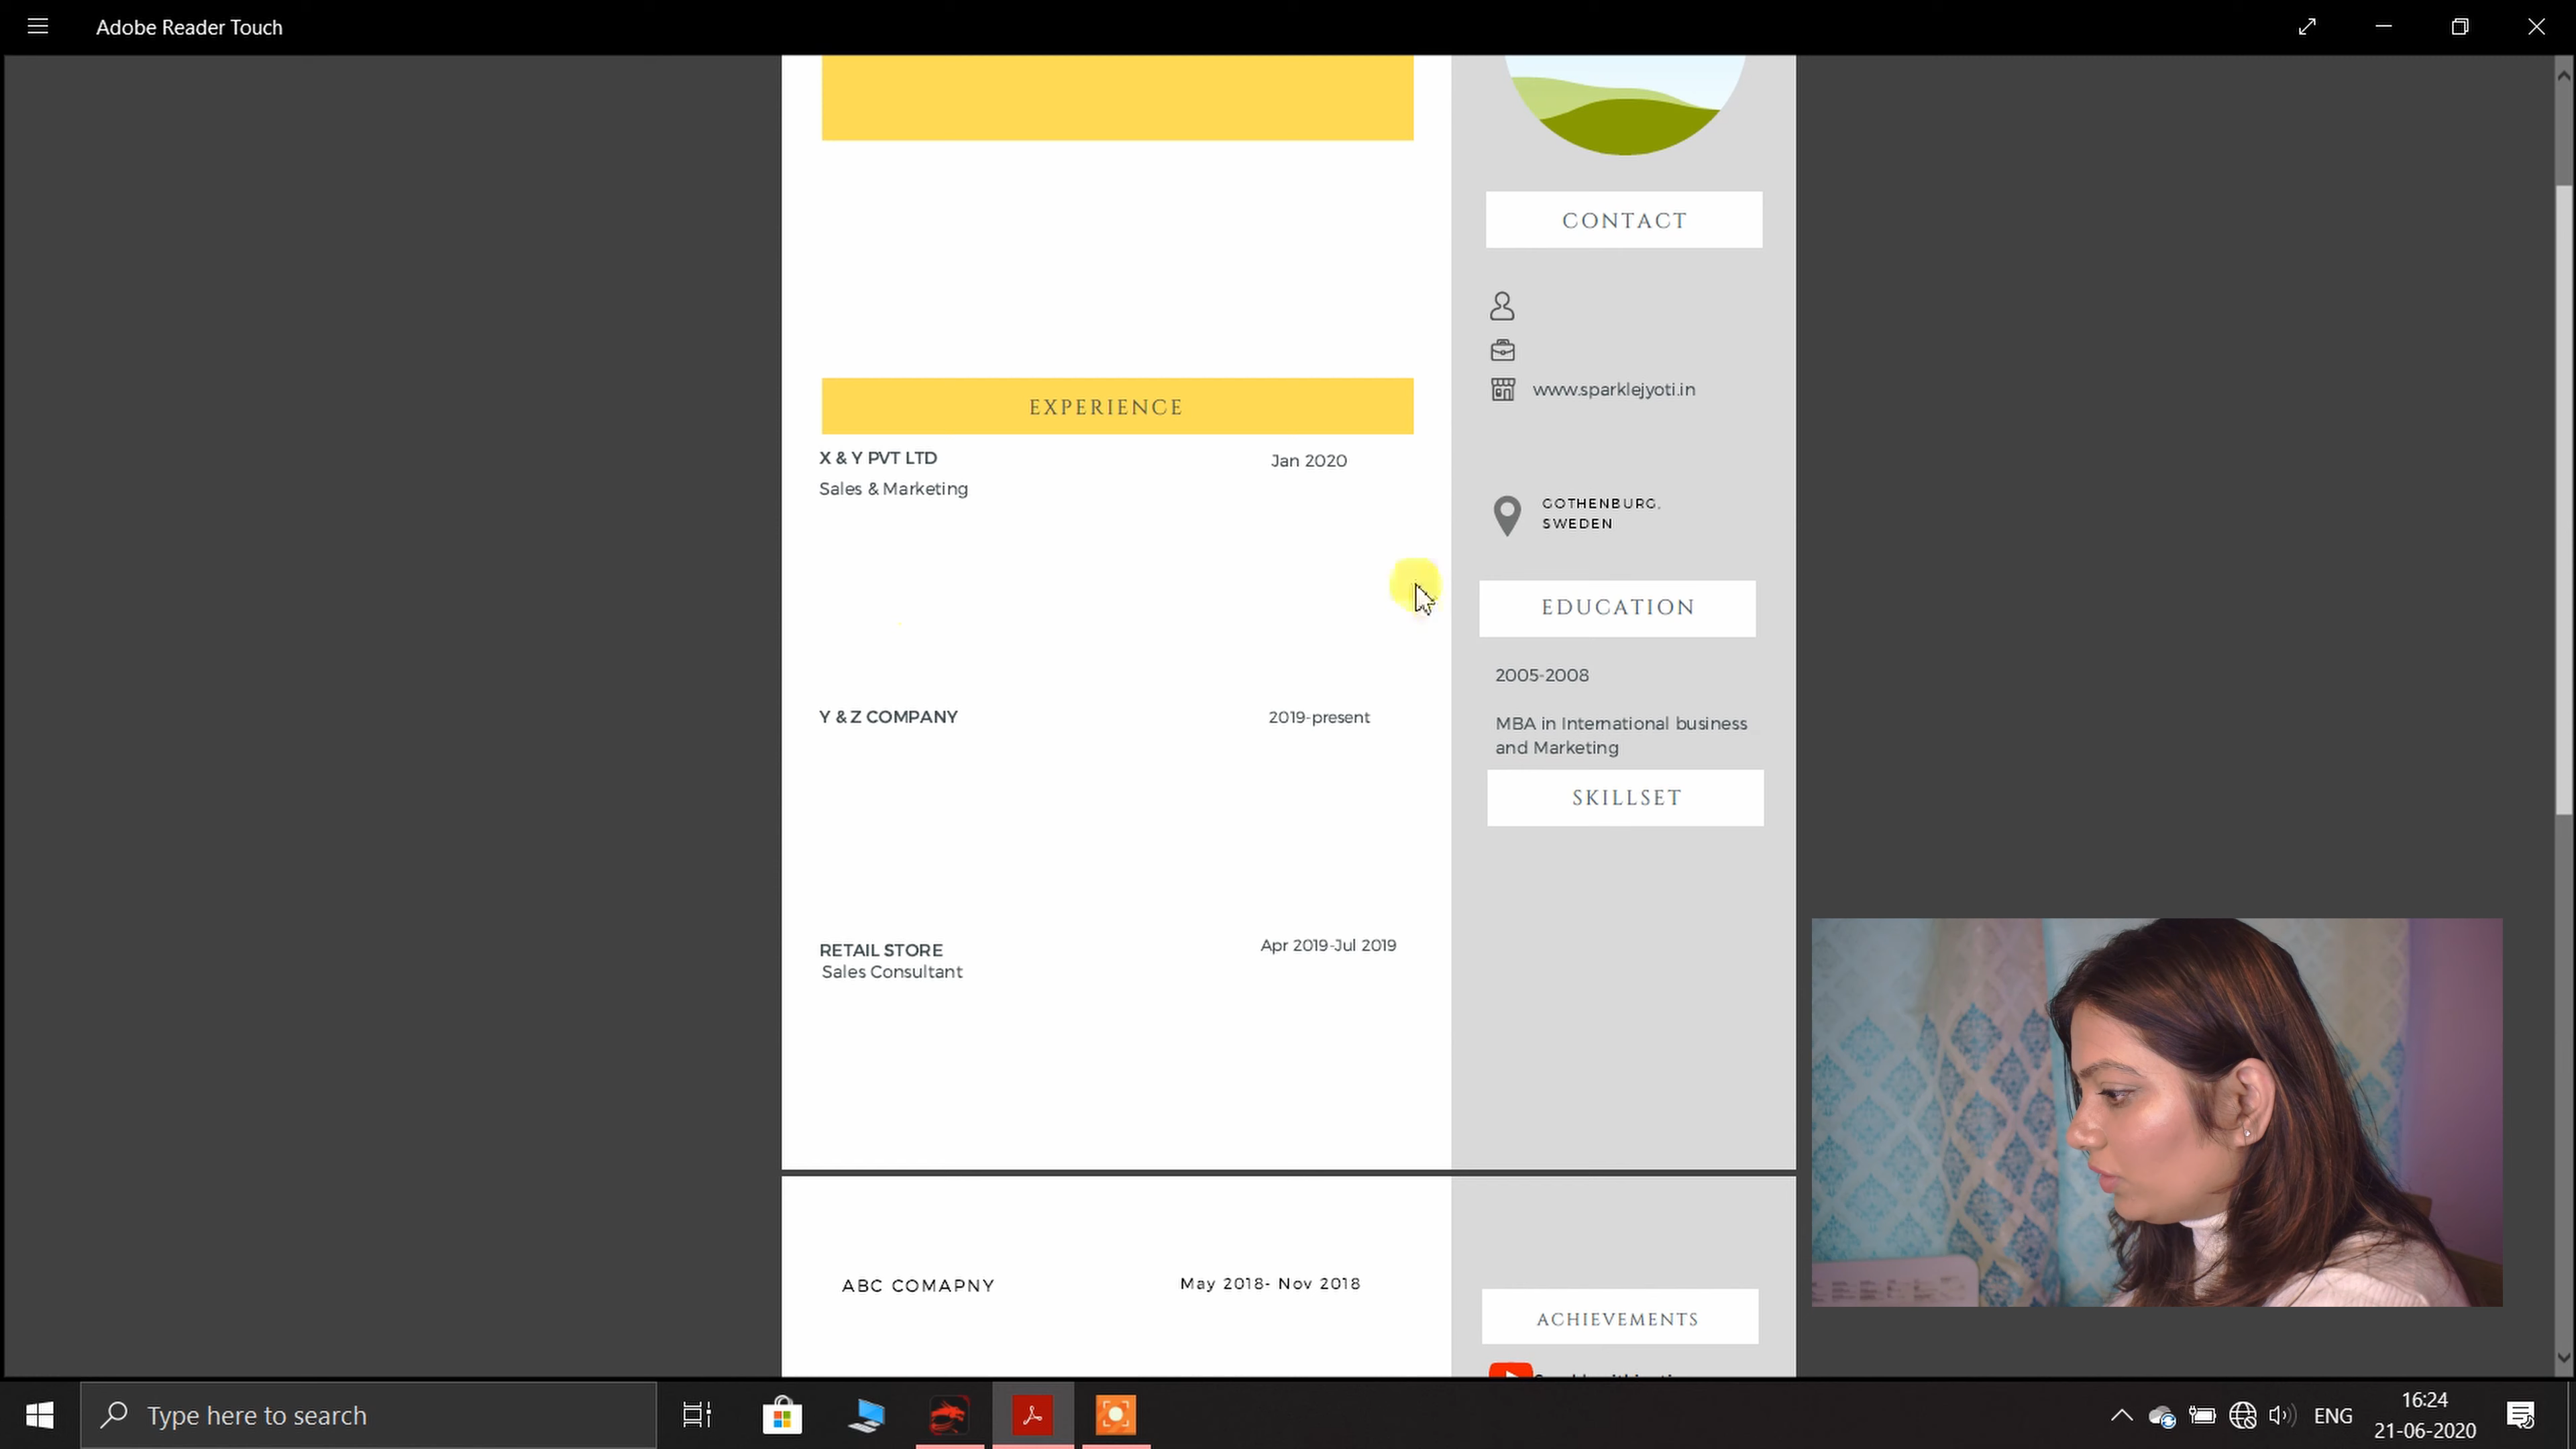 Adobe Reader Touch
CONTACT
www.sparklejyoti.in
EXPERIENCE
X & Y PVT LTD
Jan 2020
Sales & Marketing
GOTHENBURG,
SWEDEN
EDUCATION
2005-2008
Y & Z COMPANY
2019-present
MBA in International business
and Marketing
SKILLSET
RETAIL STORE
Apr 2019-Jul 2019
Sales Consultant
ABC COMAPNY
May 2018- Nov 2018
ACHIEVEMENTS
Type here to search
ENG
16:24
21-06-2020